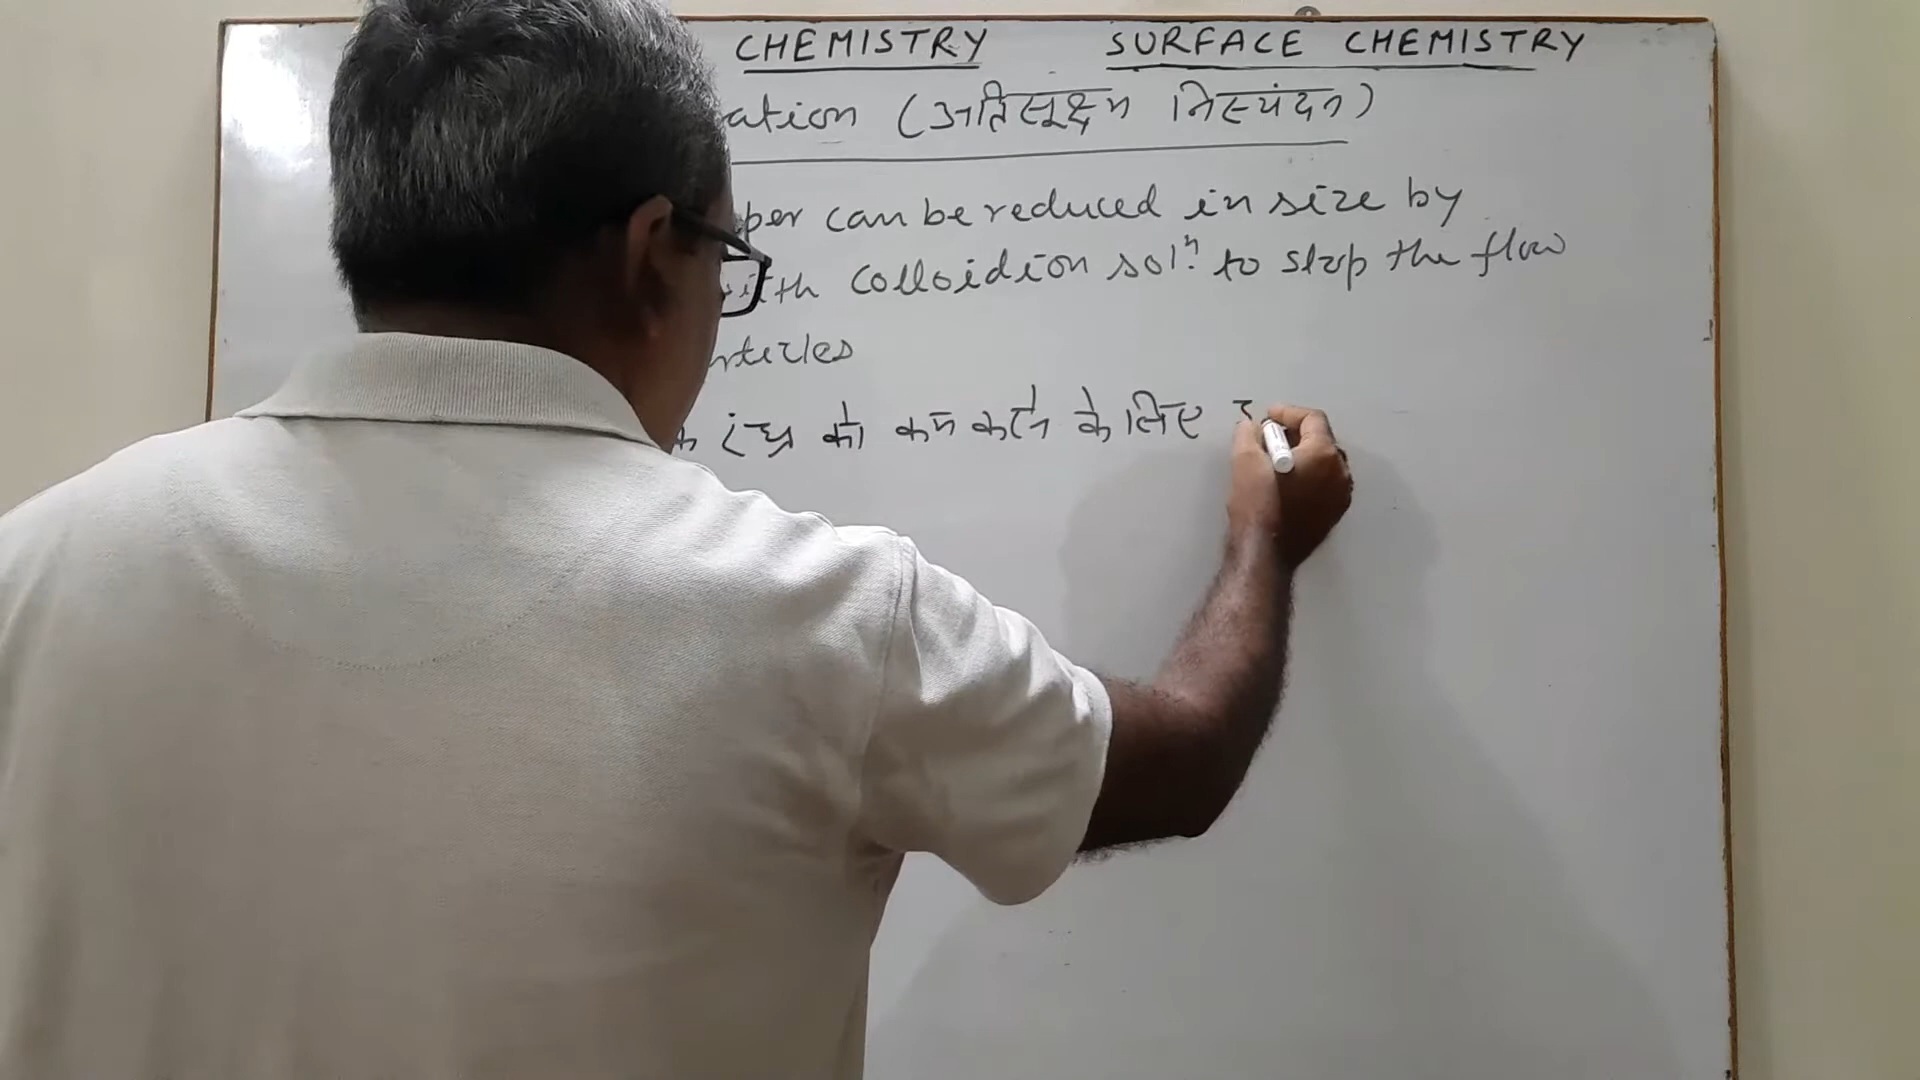 CHEMISTRY SURFACE CHEMISTRY
ation (अतिसूक्ष्म निस्यंदन)
per can be reduced in size by
ith colloidion solⁿ. to stop the flow
rticles
के रंध्र को कम करने के लिए